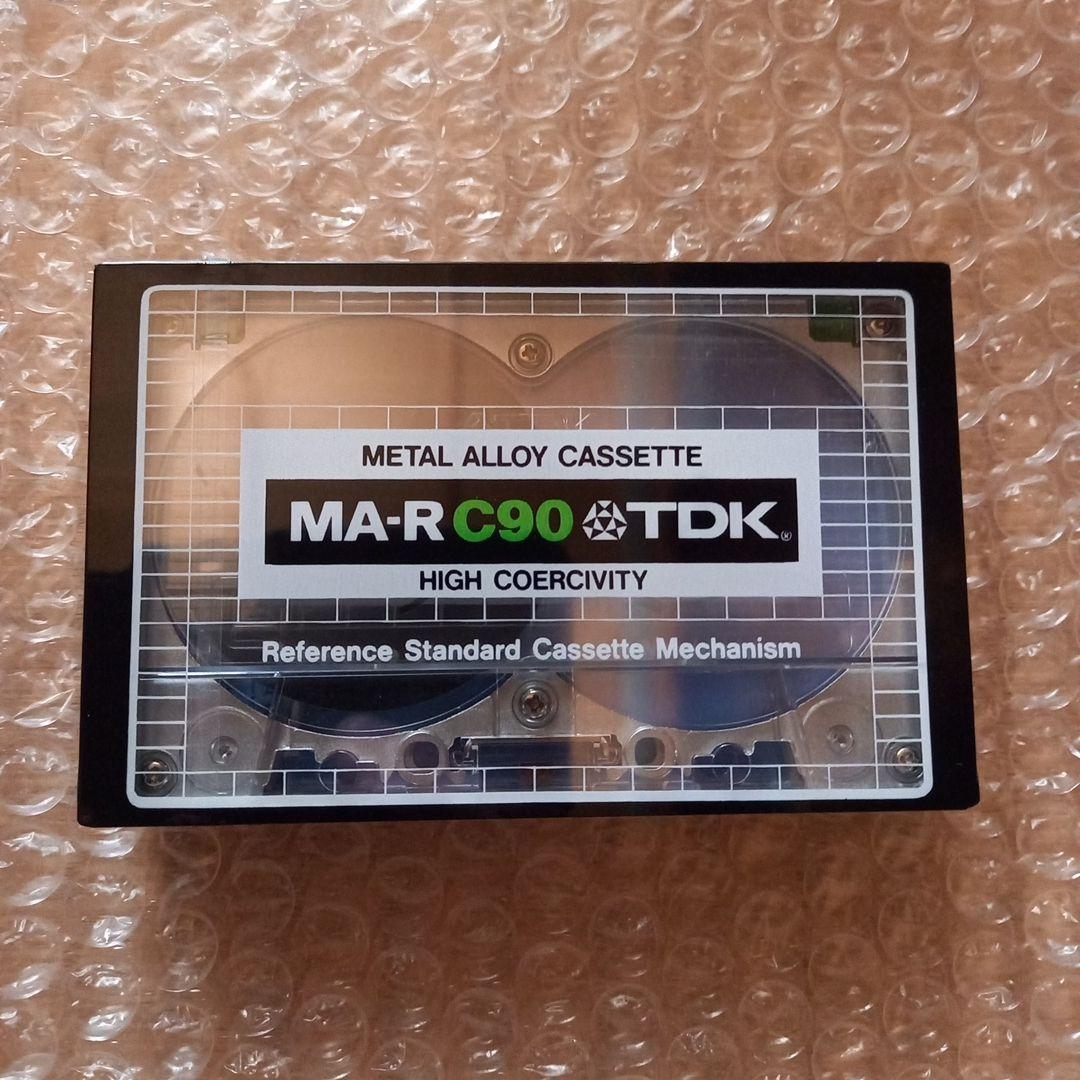 METAL ALLOY CASSETTE
MA-R C90 TDK®
HIGH COERCIVITY
Reference Standard Cassette Mechanism